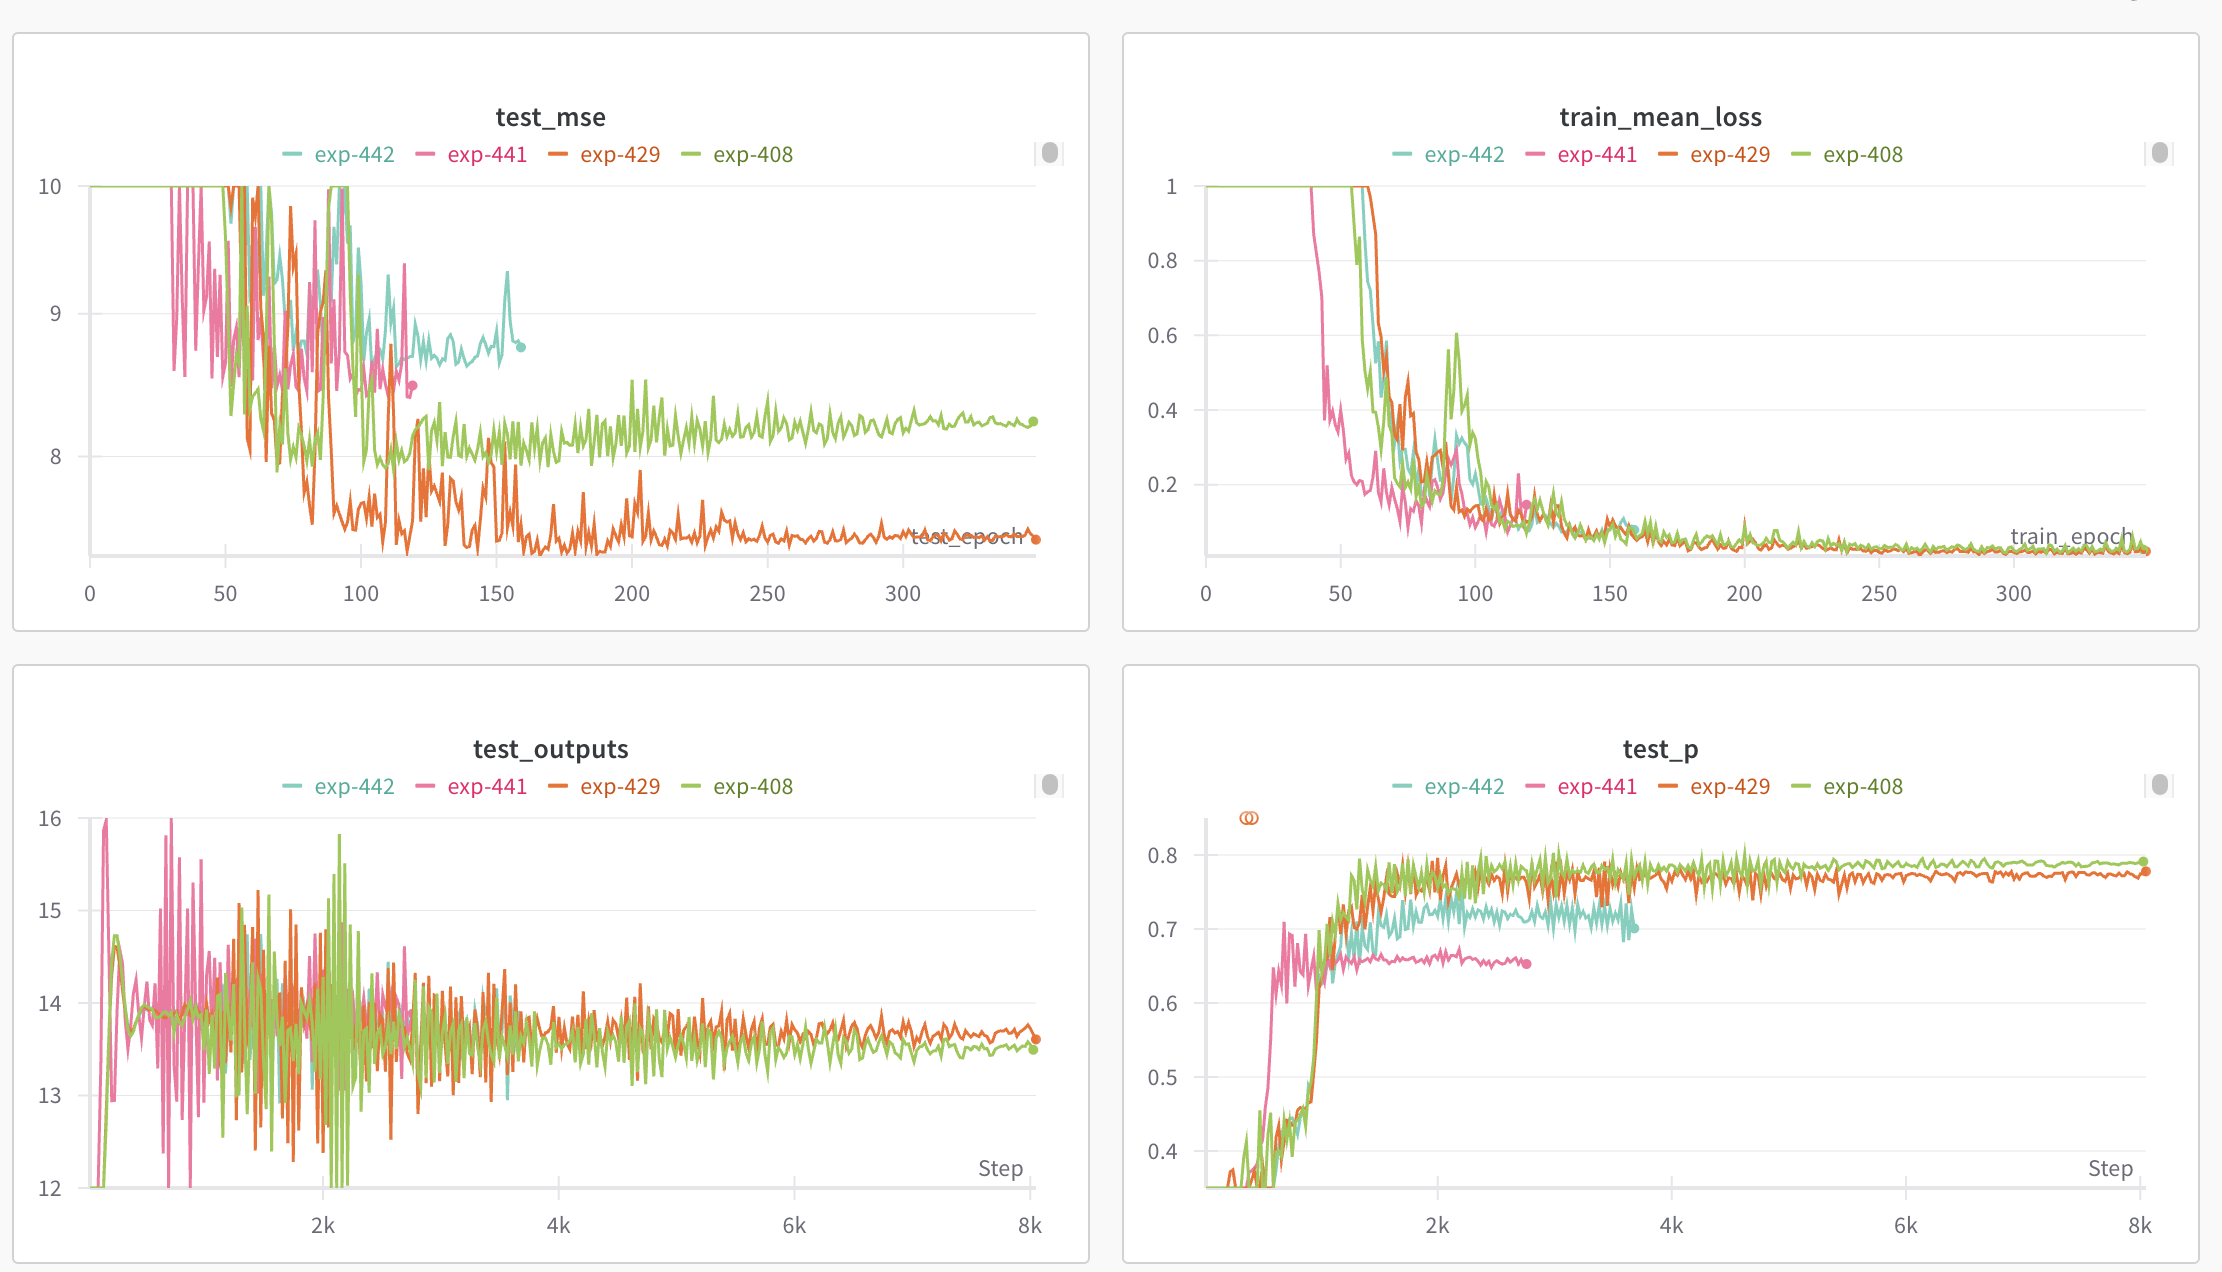 test_mse
exp-442 exp-441 exp-429 exp-408
10
9
8
test_epoch
0 50 100 150 200 250 300
train_mean_loss
exp-442 exp-441 exp-429 exp-408
1
0.8
0.6
0.4
0.2
train_epoch
0 50 100 150 200 250 300
test_outputs
exp-442 exp-441 exp-429 exp-408
16
15
14
13
12
Step
2k 4k 6k 8k
test_p
exp-442 exp-441 exp-429 exp-408
0.8
0.7
0.6
0.5
0.4
Step
2k 4k 6k 8k